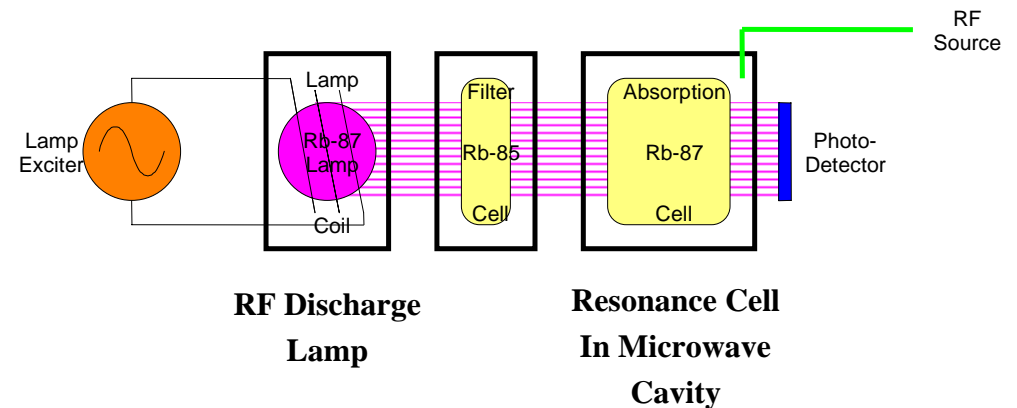 RF
Source
Lamp
Exciter
Lamp
Rb-87
Lamp
Coil
Filter
Rb-85
Cell
Absorption
Rb-87
Cell
Photo-
Detector
RF Discharge
Lamp
Resonance Cell
In Microwave
Cavity